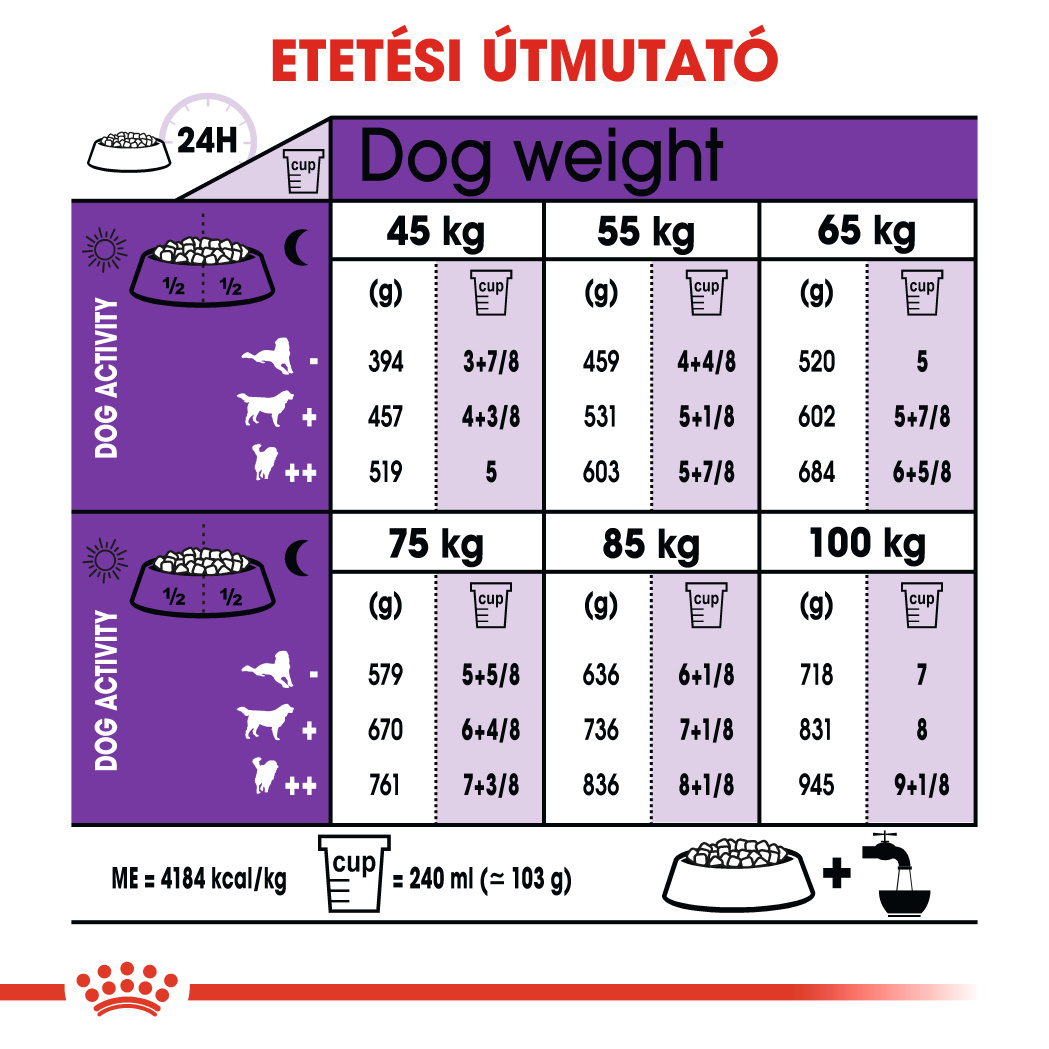 ETETÉSI ÚTMUTATÓ
24H
cup
Dog weight
45 kg 55 kg 65 kg
½ ½
DOG ACTIVITY
(g) cup (g) cup (g) cup
- 394 3+7/8 459 4+4/8 520 5
+ 457 4+3/8 531 5+1/8 602 5+7/8
++ 519 5 603 5+7/8 684 6+5/8
75 kg 85 kg 100 kg
½ ½
DOG ACTIVITY
(g) cup (g) cup (g) cup
- 579 5+5/8 636 6+1/8 718 7
+ 670 6+4/8 736 7+1/8 831 8
++ 761 7+3/8 836 8+1/8 945 9+1/8
ME = 4184 kcal/kg cup = 240 ml (≃ 103 g) +